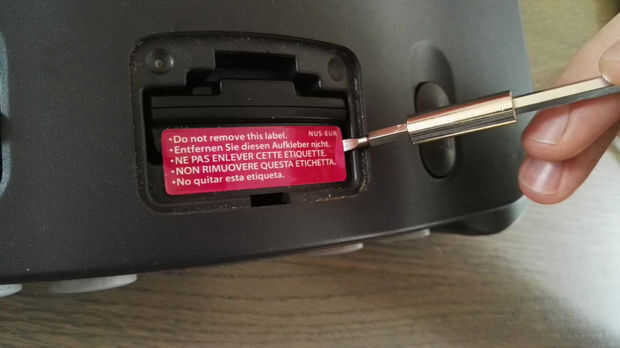 •Do not remove this label. NUS-EUR
•Entfernen Sie diesen Aufkleber nicht.
•NE PAS ENLEVER CETTE ETIQUETTE.
•NON RIMUOVERE QUESTA ETICHETTA.
•No quitar esta etiqueta.